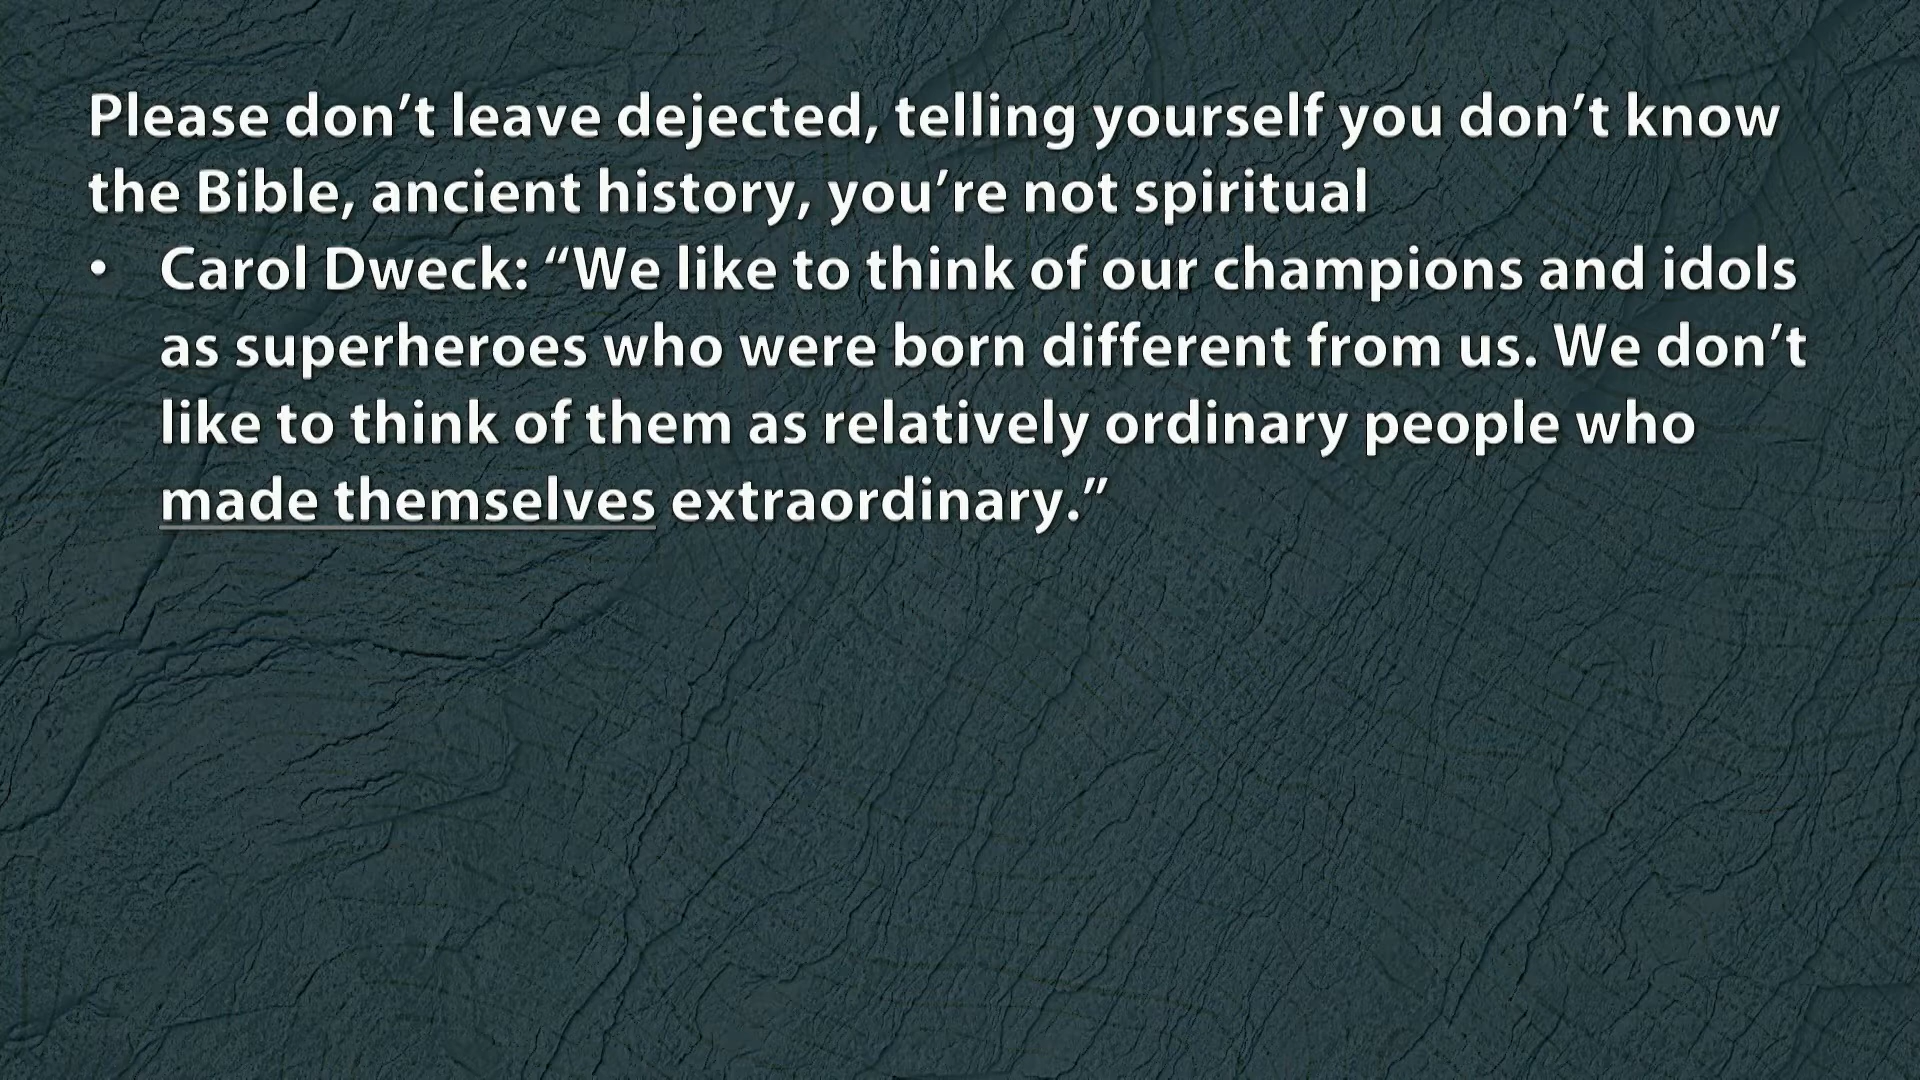 Please don’t leave dejected, telling yourself you don’t know
the Bible, ancient history, you’re not spiritual
• Carol Dweck: “We like to think of our champions and idols
as superheroes who were born different from us. We don’t
like to think of them as relatively ordinary people who
made themselves extraordinary.”